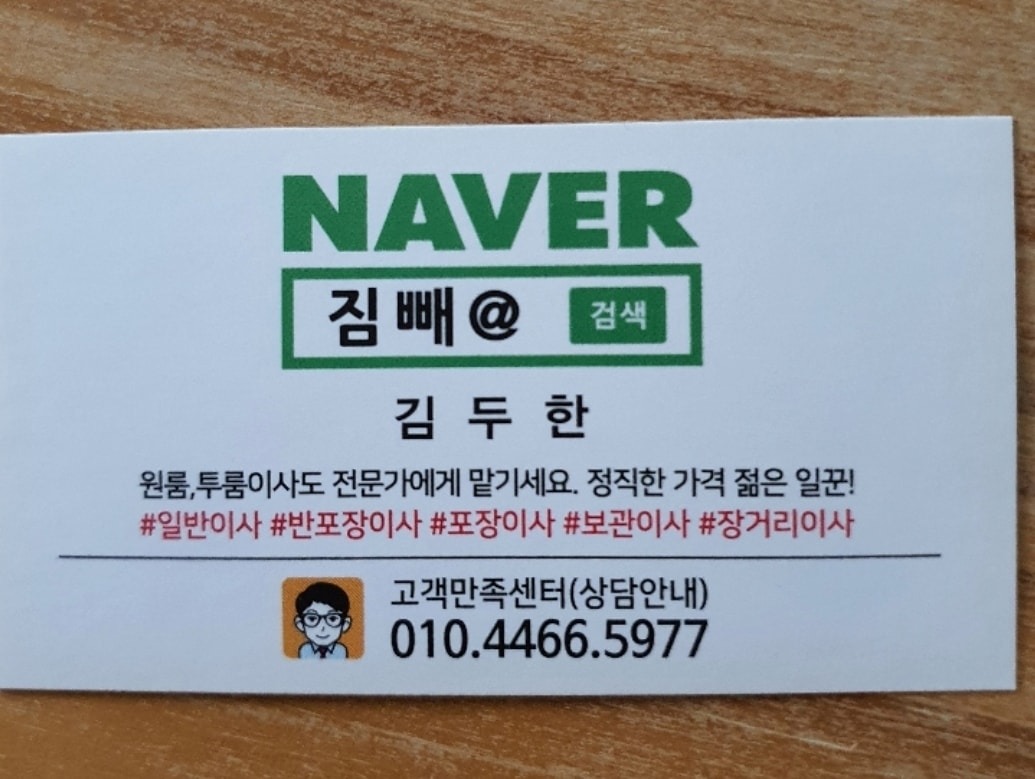 NAVER
짐빼@ 검색
김두한
원룸,투룸이사도 전문가에게 맡기세요. 정직한 가격 젊은 일꾼!
#일반이사 #반포장이사 #포장이사 #보관이사 #장거리이사
고객만족센터(상담안내)
010.4466.5977